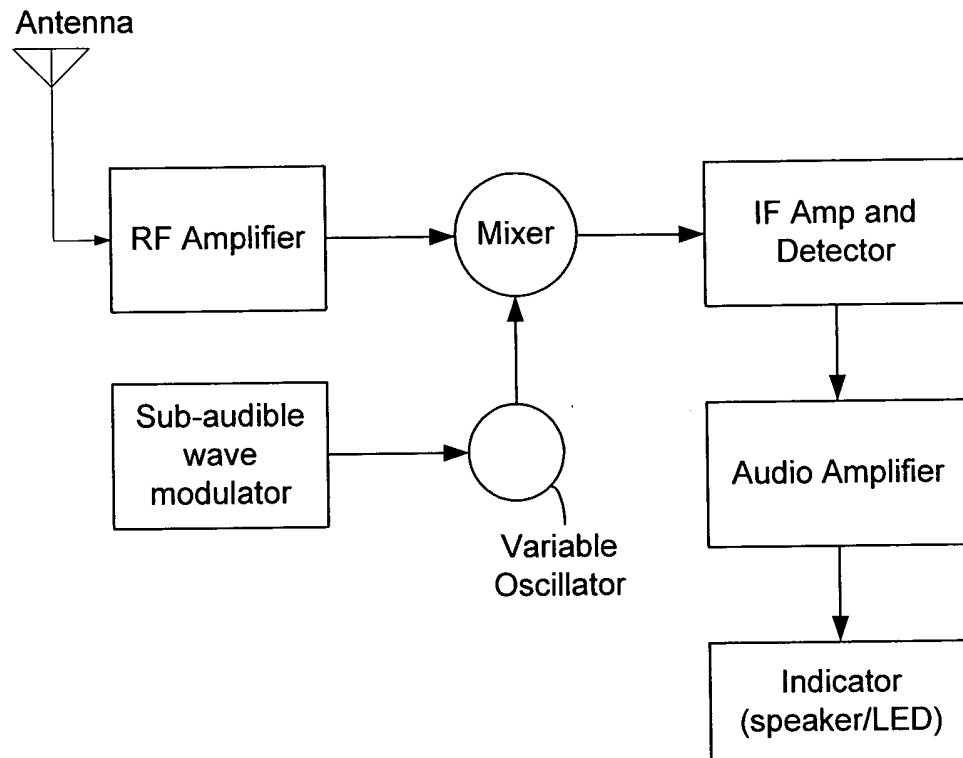 Antenna
RF Amplifier
Mixer
IF Amp and
Detector
Sub-audible
wave
modulator
Variable
Oscillator
Audio Amplifier
Indicator
(speaker/LED)